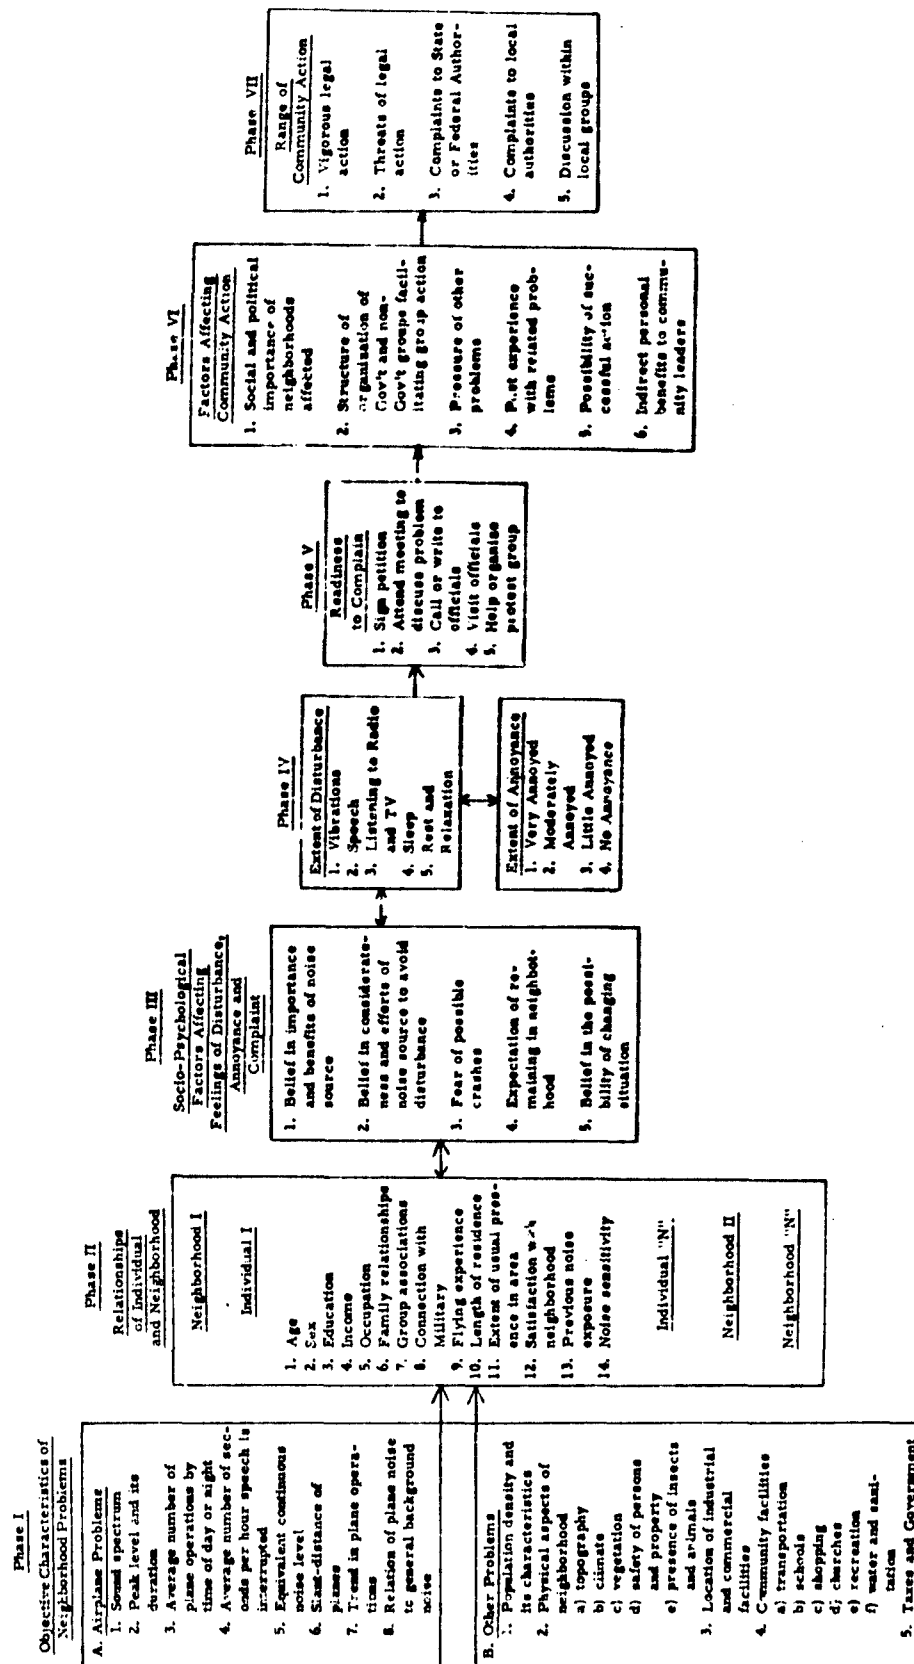 Phase I
Objective Characteristics of
Neighborhood Problems
A. Airplane Problems
1. Sound spectrum
2. Peak level and its
duration
3. Average number of
plane operations by
time of day or night
4. Average number of sec-
onds per hour speech is
interrupted
5. Equivalent continuous
noise level
6. Slant-distance of
planes
7. Trend in plane opera-
tions
8. Relation of plane noise
to general background
noise
B. Other Problems
1. Population density and
its characteristics
2. Physical aspects of
neighborhood
a) topography
b) climate
c) vegetation
d) safety of persons
and property
e) presence of insects
and animals
3. Location of industrial
and commercial
facilities
4. Community facilities
a) transportation
b) schools
c) shopping
d) churches
e) recreation
f) water and sani-
tation
5. Taxes and Government
Phase II
Relationships
of Individual
and Neighborhood
Neighborhood I
Individual I
1. Age
2. Sex
3. Education
4. Income
5. Occupation
6. Family relationships
7. Group associations
8. Connection with
Military
9. Flying experience
10. Length of residence
11. Extent of usual pres-
ence in area
12. Satisfaction with
neighborhood
13. Previous noise
exposure
14. Noise sensitivity
Individual "N"
Neighborhood II
Neighborhood "N"
Phase III
Socio-Psychological
Factors Affecting
Feelings of Disturbance,
Annoyance and
Complaint
1. Belief in importance
and benefits of noise
source
2. Belief in considerate-
ness and efforts of
noise source to avoid
disturbance
3. Fear of possible
crashes
4. Expectation of re-
maining in neighbor-
hood
5. Belief in the possi-
bility of changing
situation
Phase IV
Extent of Disturbance
1. Vibrations
2. Speech
3. Listening to Radio
and TV
4. Sleep
5. Rest and
Relaxation
Extent of Annoyance
1. Very Annoyed
2. Moderately
Annoyed
3. Little Annoyed
4. No Annoyance
Phase V
Readiness
to Complain
1. Sign petition
2. Attend meeting to
discuss problem
3. Call or write to
officials
4. Visit officials
5. Help organize
protest group
Phase VI
Factors Affecting
Community Action
1. Social and political
importance of
neighborhoods
affected
2. Structure of
organization of
Gov't and non-
Gov't groups facil-
itating group action
3. Pressure of other
problems
4. Past experience
with related prob-
lems
5. Possibility of suc-
cessful action
6. Indirect personal
benefits to commu-
nity leaders
Phase VII
Range of
Community Action
1. Vigorous legal
action
2. Threats of legal
action
3. Complaints to State
or Federal Author-
ities
4. Complaints to local
authorities
5. Discussion within
local groups